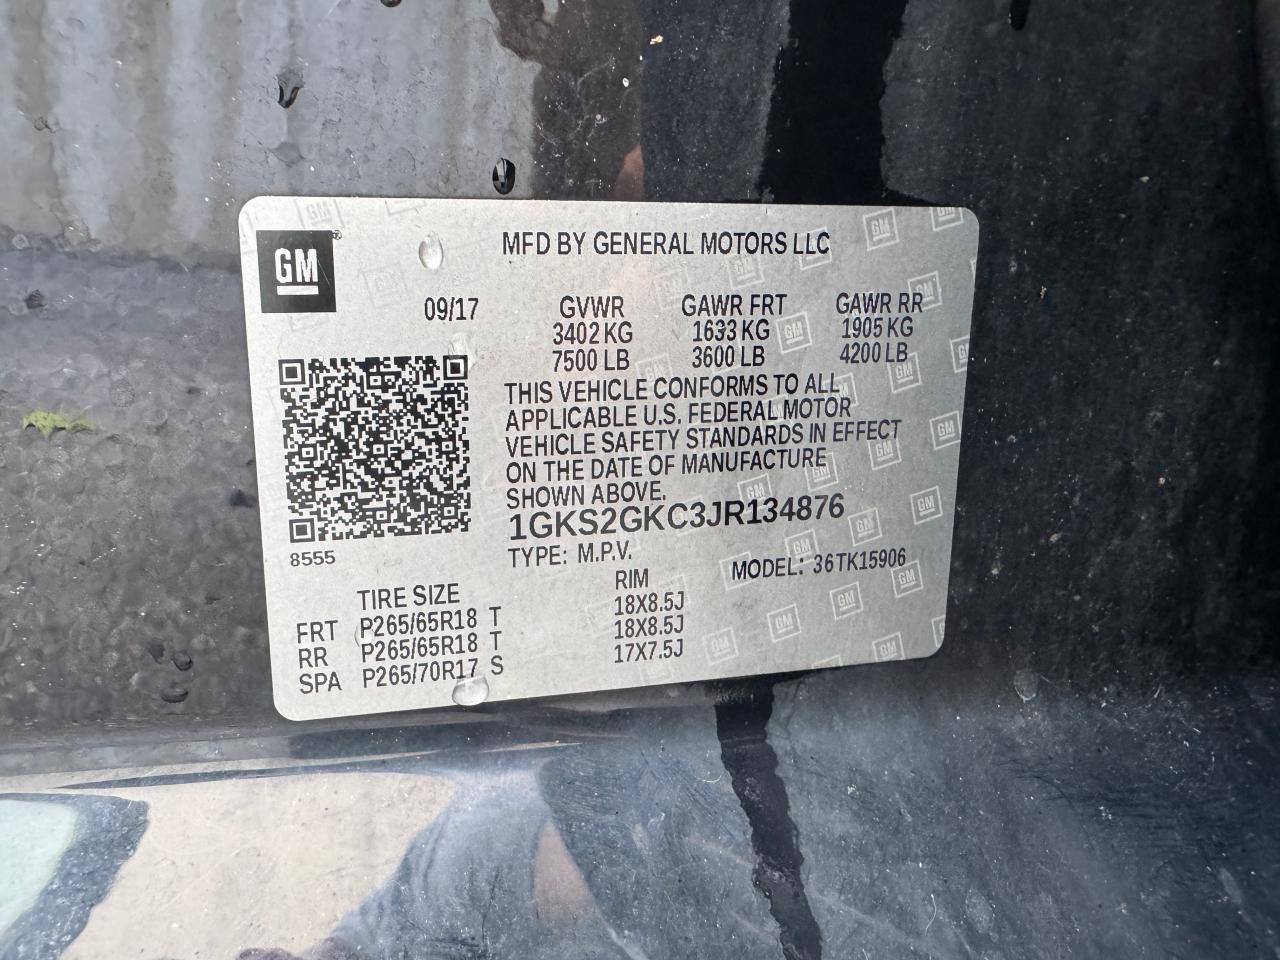 GM
MFD BY GENERAL MOTORS LLC
09/17 GVWR GAWR FRT GAWR RR
3402 KG 1633 KG 1905 KG
7500 LB 3600 LB 4200 LB
THIS VEHICLE CONFORMS TO ALL
APPLICABLE U.S. FEDERAL MOTOR
VEHICLE SAFETY STANDARDS IN EFFECT
ON THE DATE OF MANUFACTURE
SHOWN ABOVE.
1GKS2GKC3JR134876
8555
TYPE: M.P.V. MODEL: 36TK15906
TIRE SIZE RIM
FRT P265/65R18 T 18X8.5J
RR P265/65R18 T 18X8.5J
SPA P265/70R17 S 17X7.5J